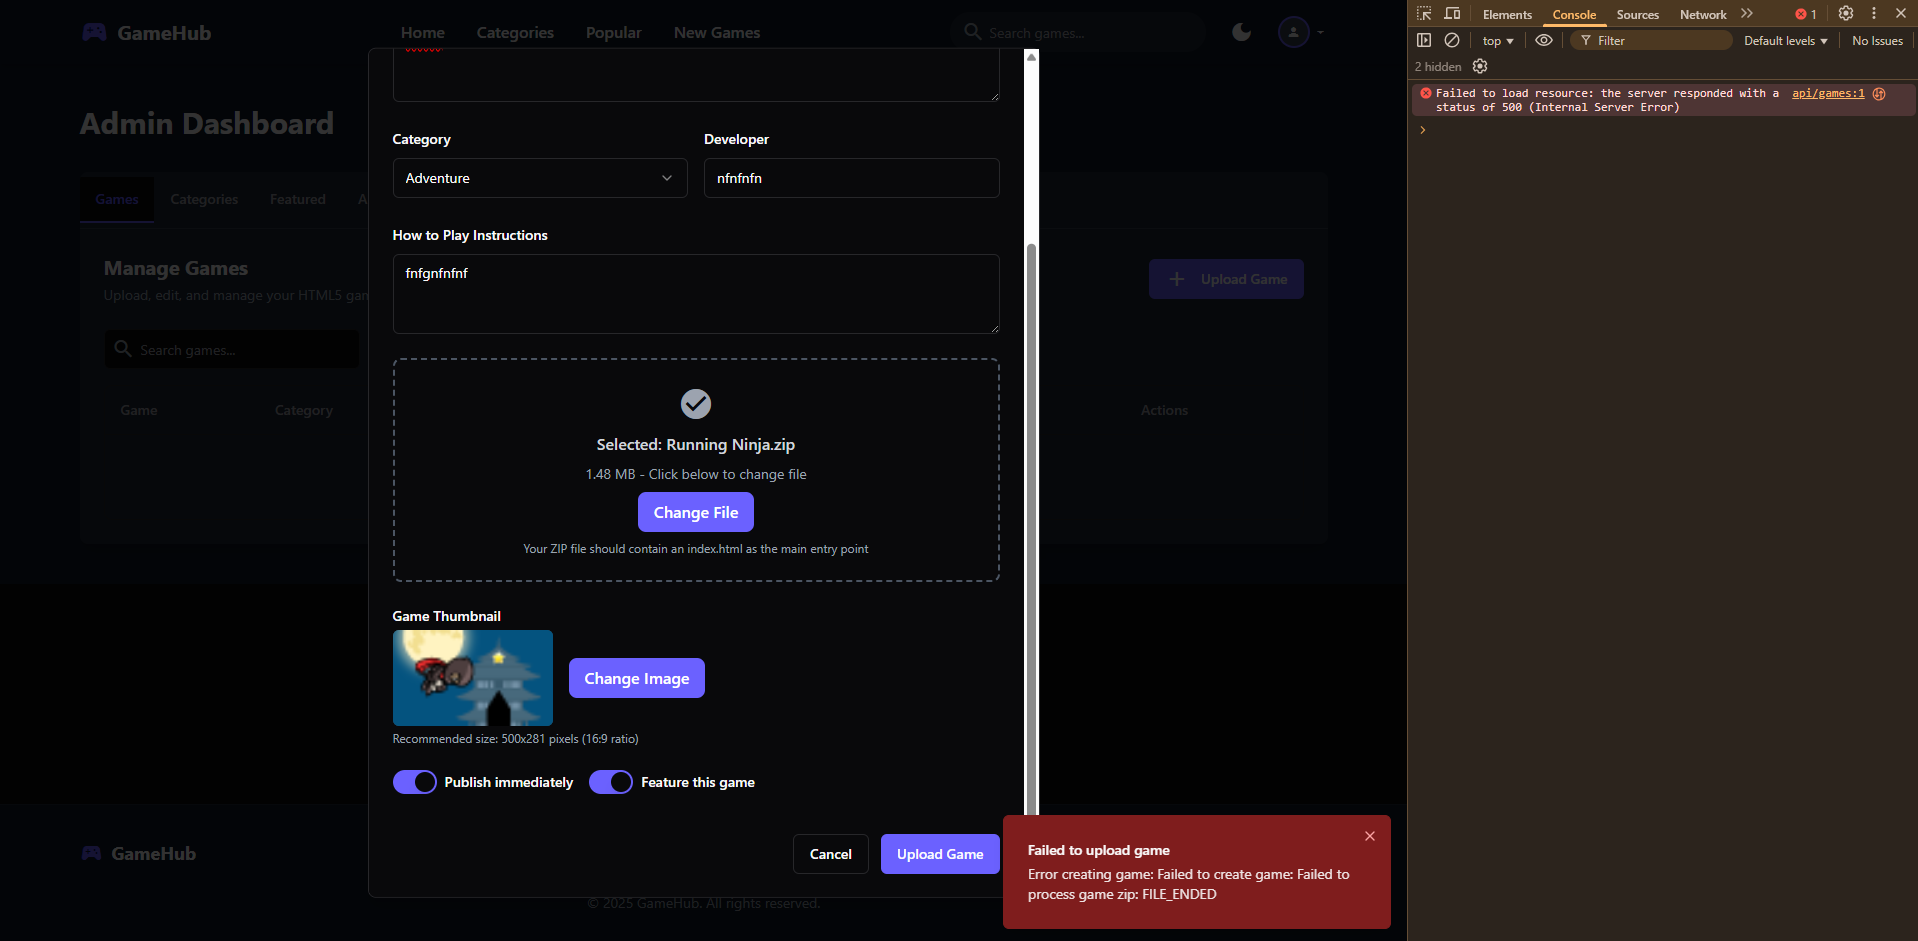 GameHub
Home
Categories
Popular
New Games
Search games...
Admin Dashboard
Games
Categories
Featured
A
Manage Games
Upload, edit, and manage your HTML5 gam
Upload Game
Search games...
Game
Category
Actions
Category
Developer
Adventure
nfnfnfn
How to Play Instructions
fnfgnfnfnf
Selected: Running Ninja.zip
1.48 MB - Click below to change file
Change File
Your ZIP file should contain an index.html as the main entry point
Game Thumbnail
Change Image
Recommended size: 500x281 pixels (16:9 ratio)
Publish immediately
Feature this game
Cancel
Upload Game
GameHub
© 2025 GameHub. All rights reserved.
Failed to upload game
Error creating game: Failed to create game: Failed to
process game zip: FILE_ENDED
Elements
Console
Sources
Network
1
top
Filter
Default levels
No Issues
2 hidden
Failed to load resource: the server responded with a api/games:1
status of 500 (Internal Server Error)